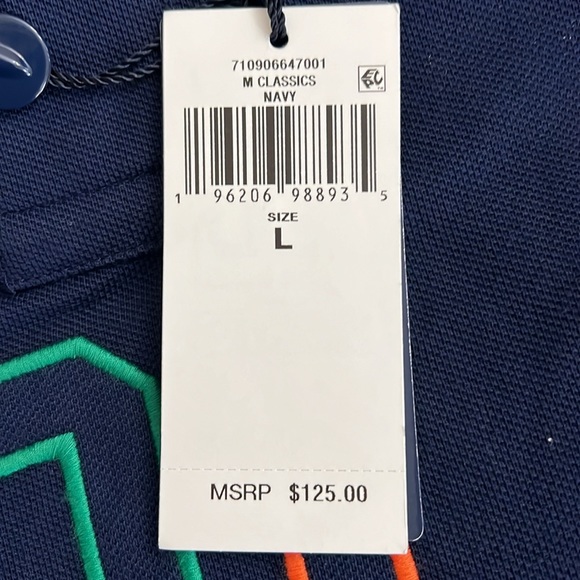 710906647001
M CLASSICS
NAVY
1 96206 98893 5
SIZE
L
MSRP $125.00